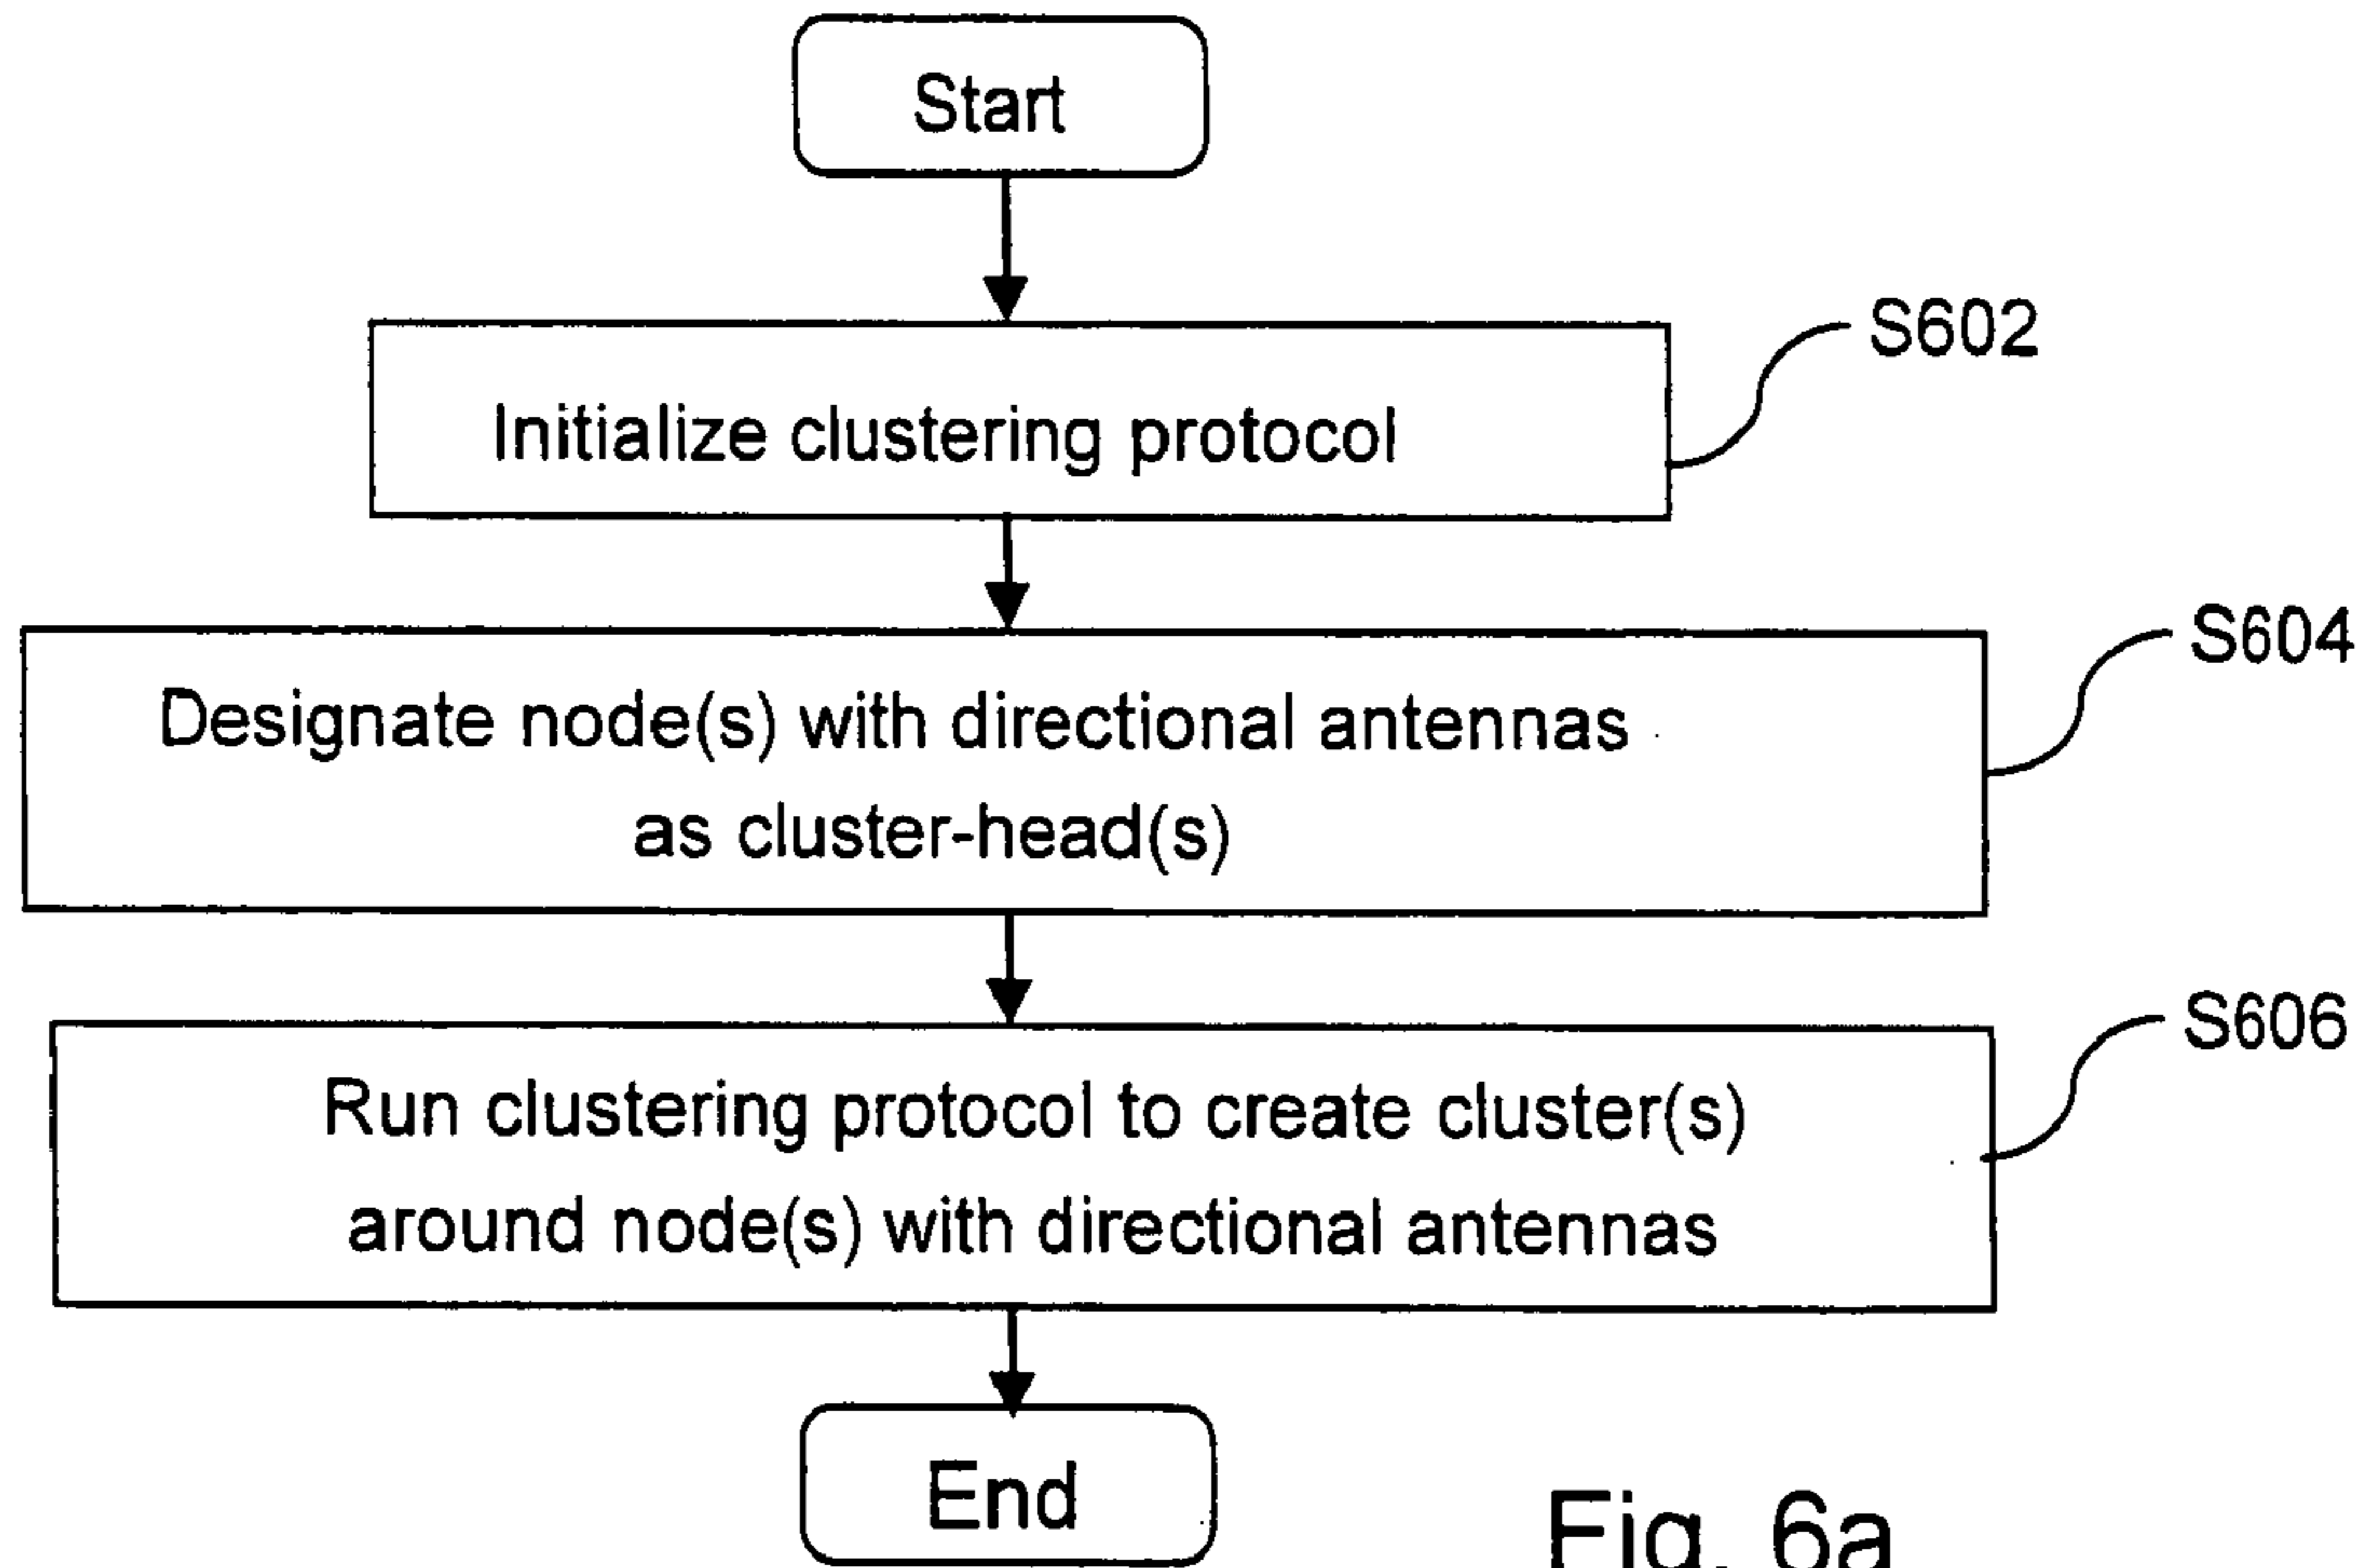 Start
Initialize clustering protocol
S602
Designate node(s) with directional antennas
as cluster-head(s)
S604
Run clustering protocol to create cluster(s)
around node(s) with directional antennas
S606
End
Fig. 6a